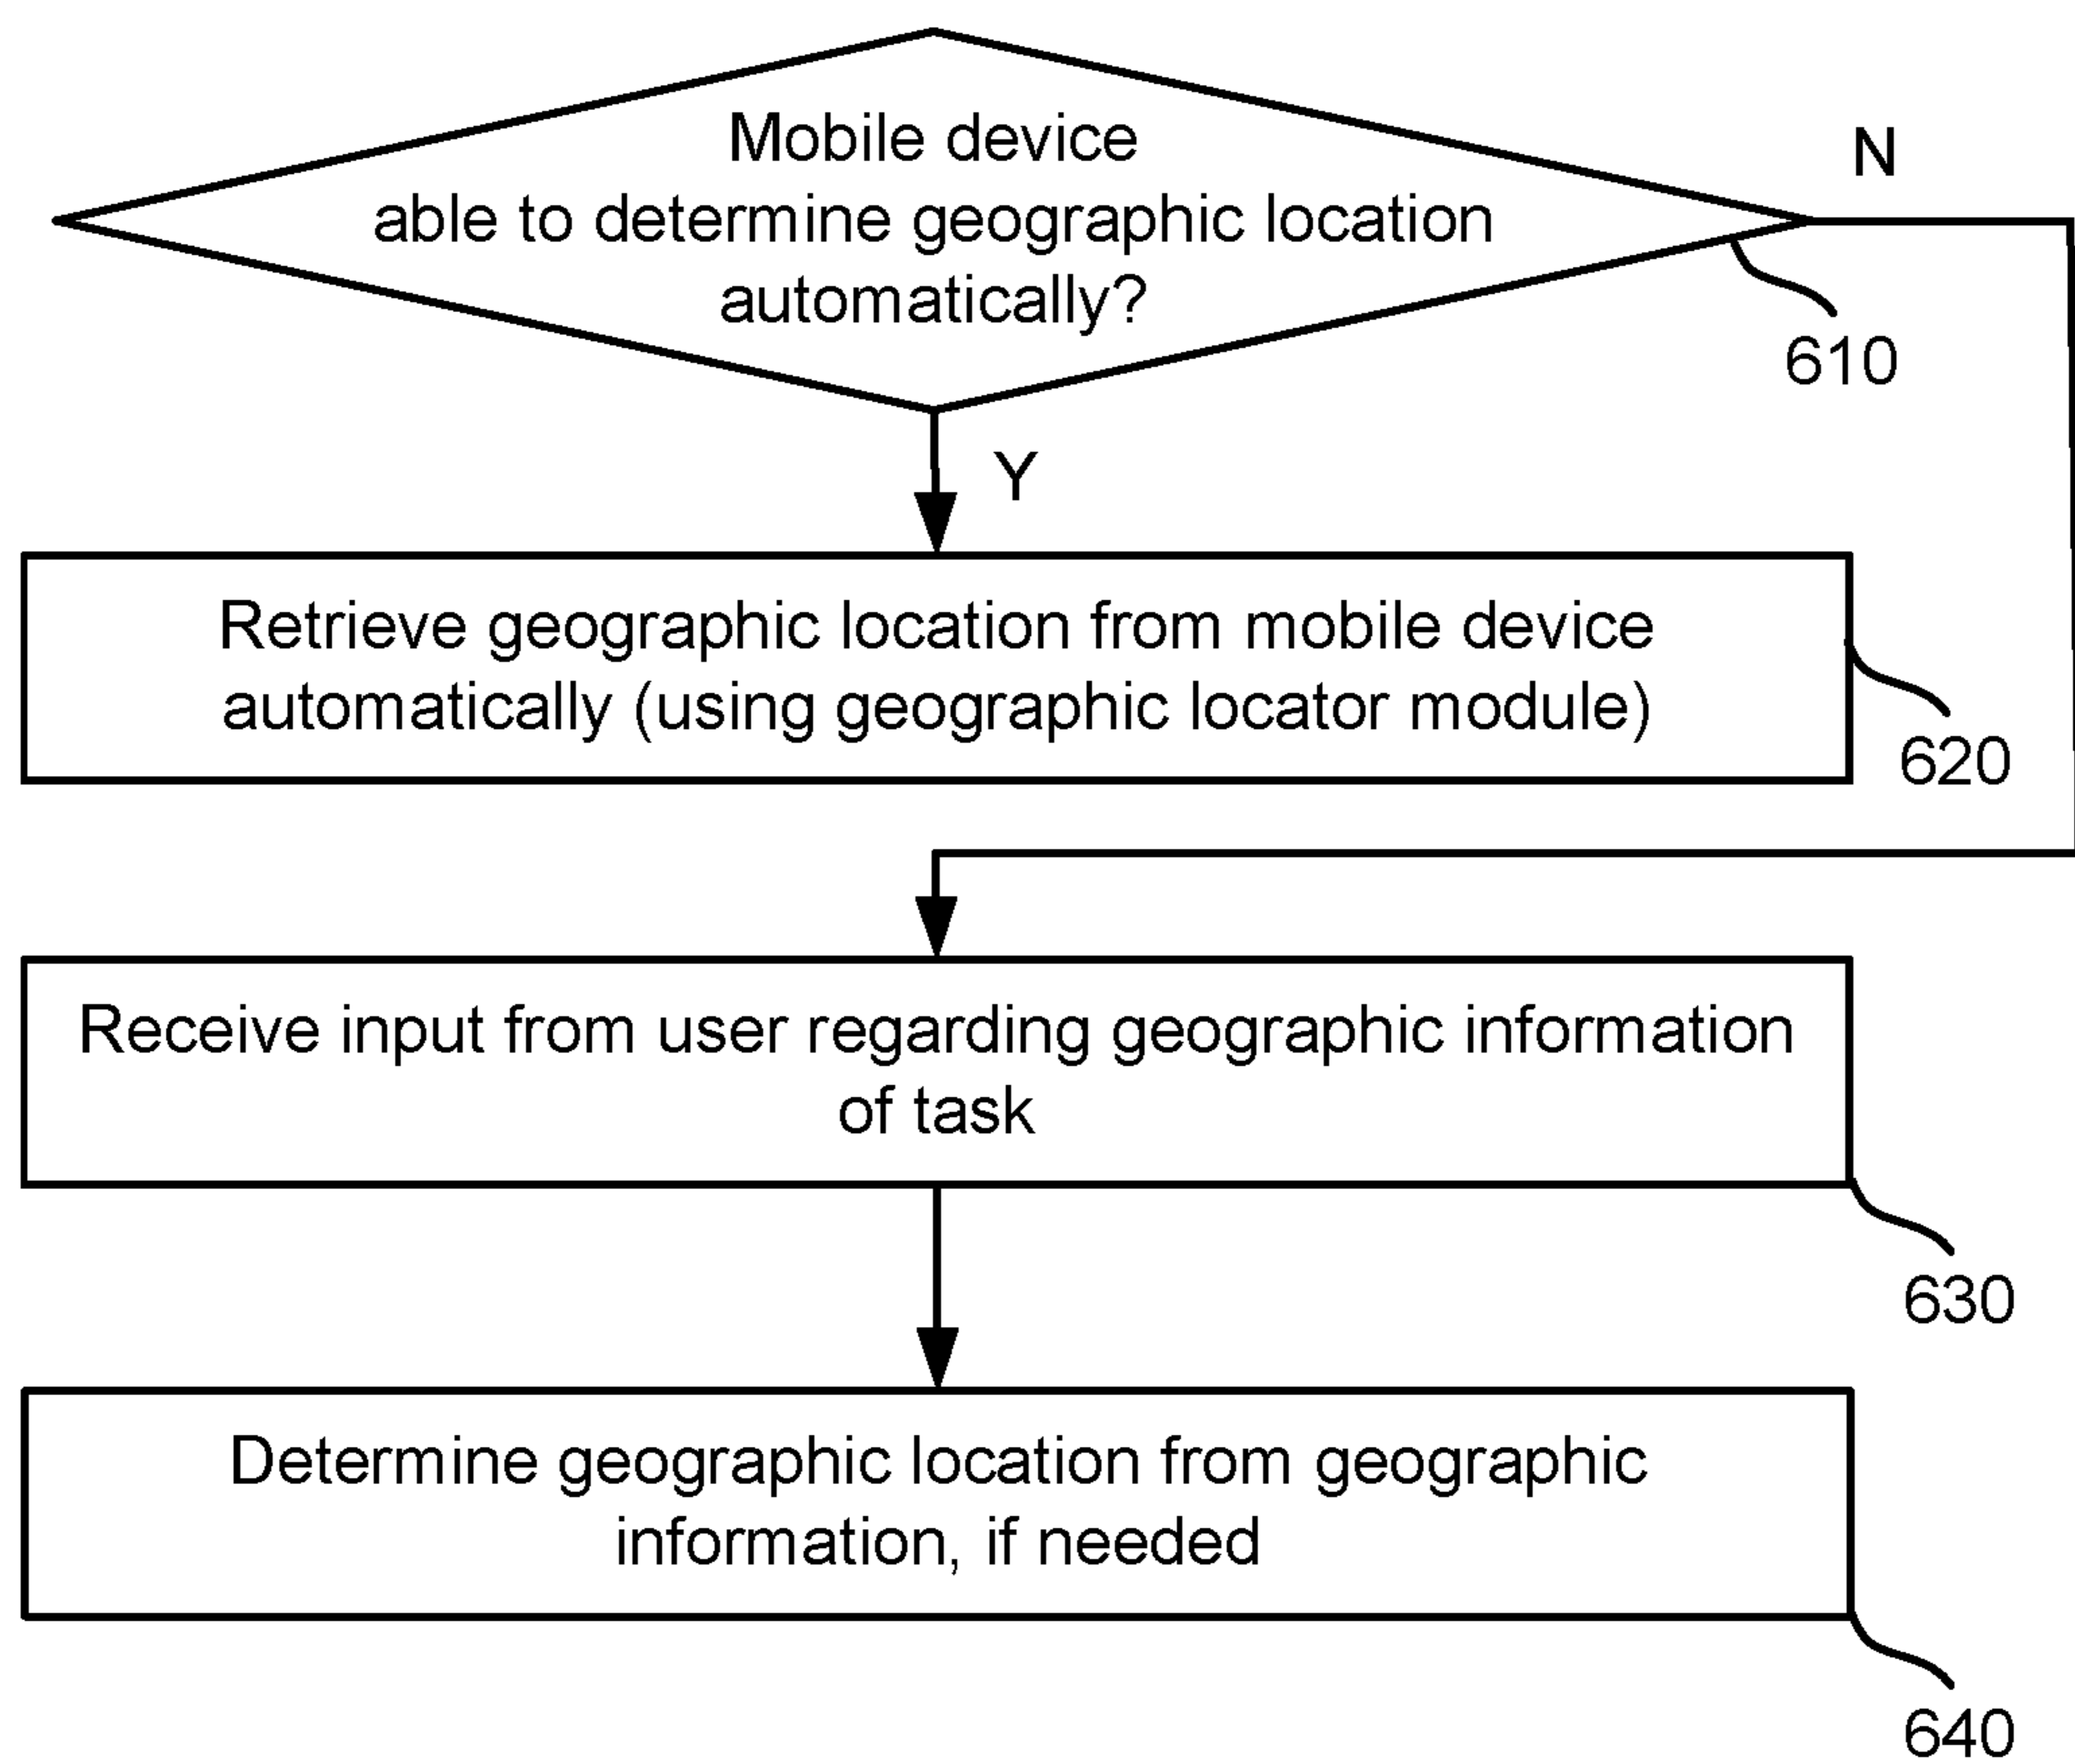 Mobile device
able to determine geographic location
automatically?
N
610
Y
Retrieve geographic location from mobile device
automatically (using geographic locator module)
620
Receive input from user regarding geographic information
of task
630
Determine geographic location from geographic
information, if needed
640